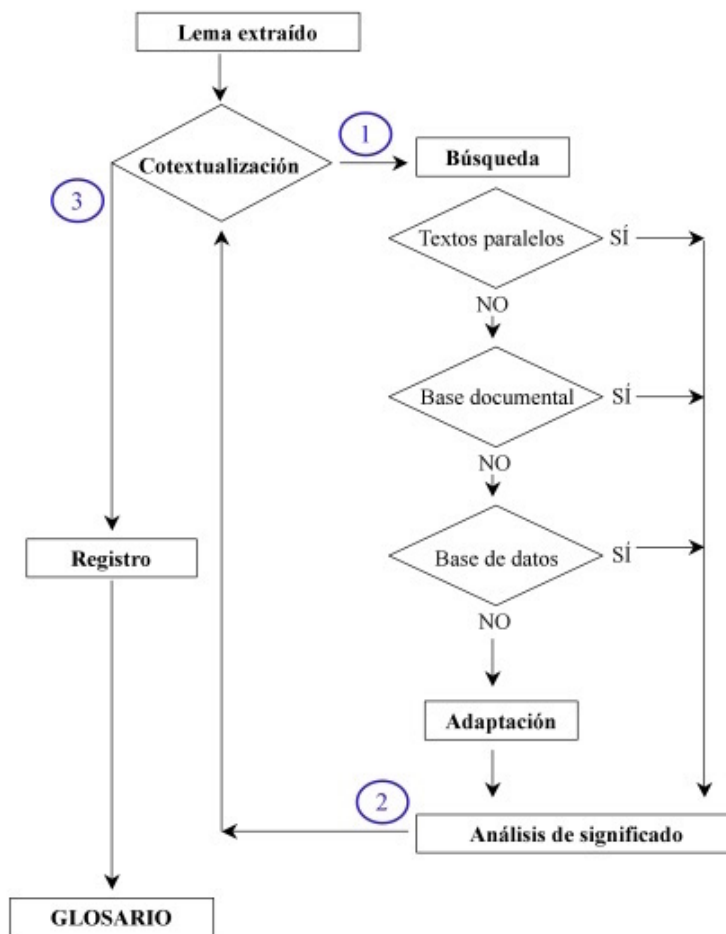 Lema extraído
1
Cotextualización
Búsqueda
3
Textos paralelos
SÍ
NO
Base documental
SÍ
NO
Registro
Base de datos
SÍ
NO
Adaptación
2
Análisis de significado
GLOSARIO